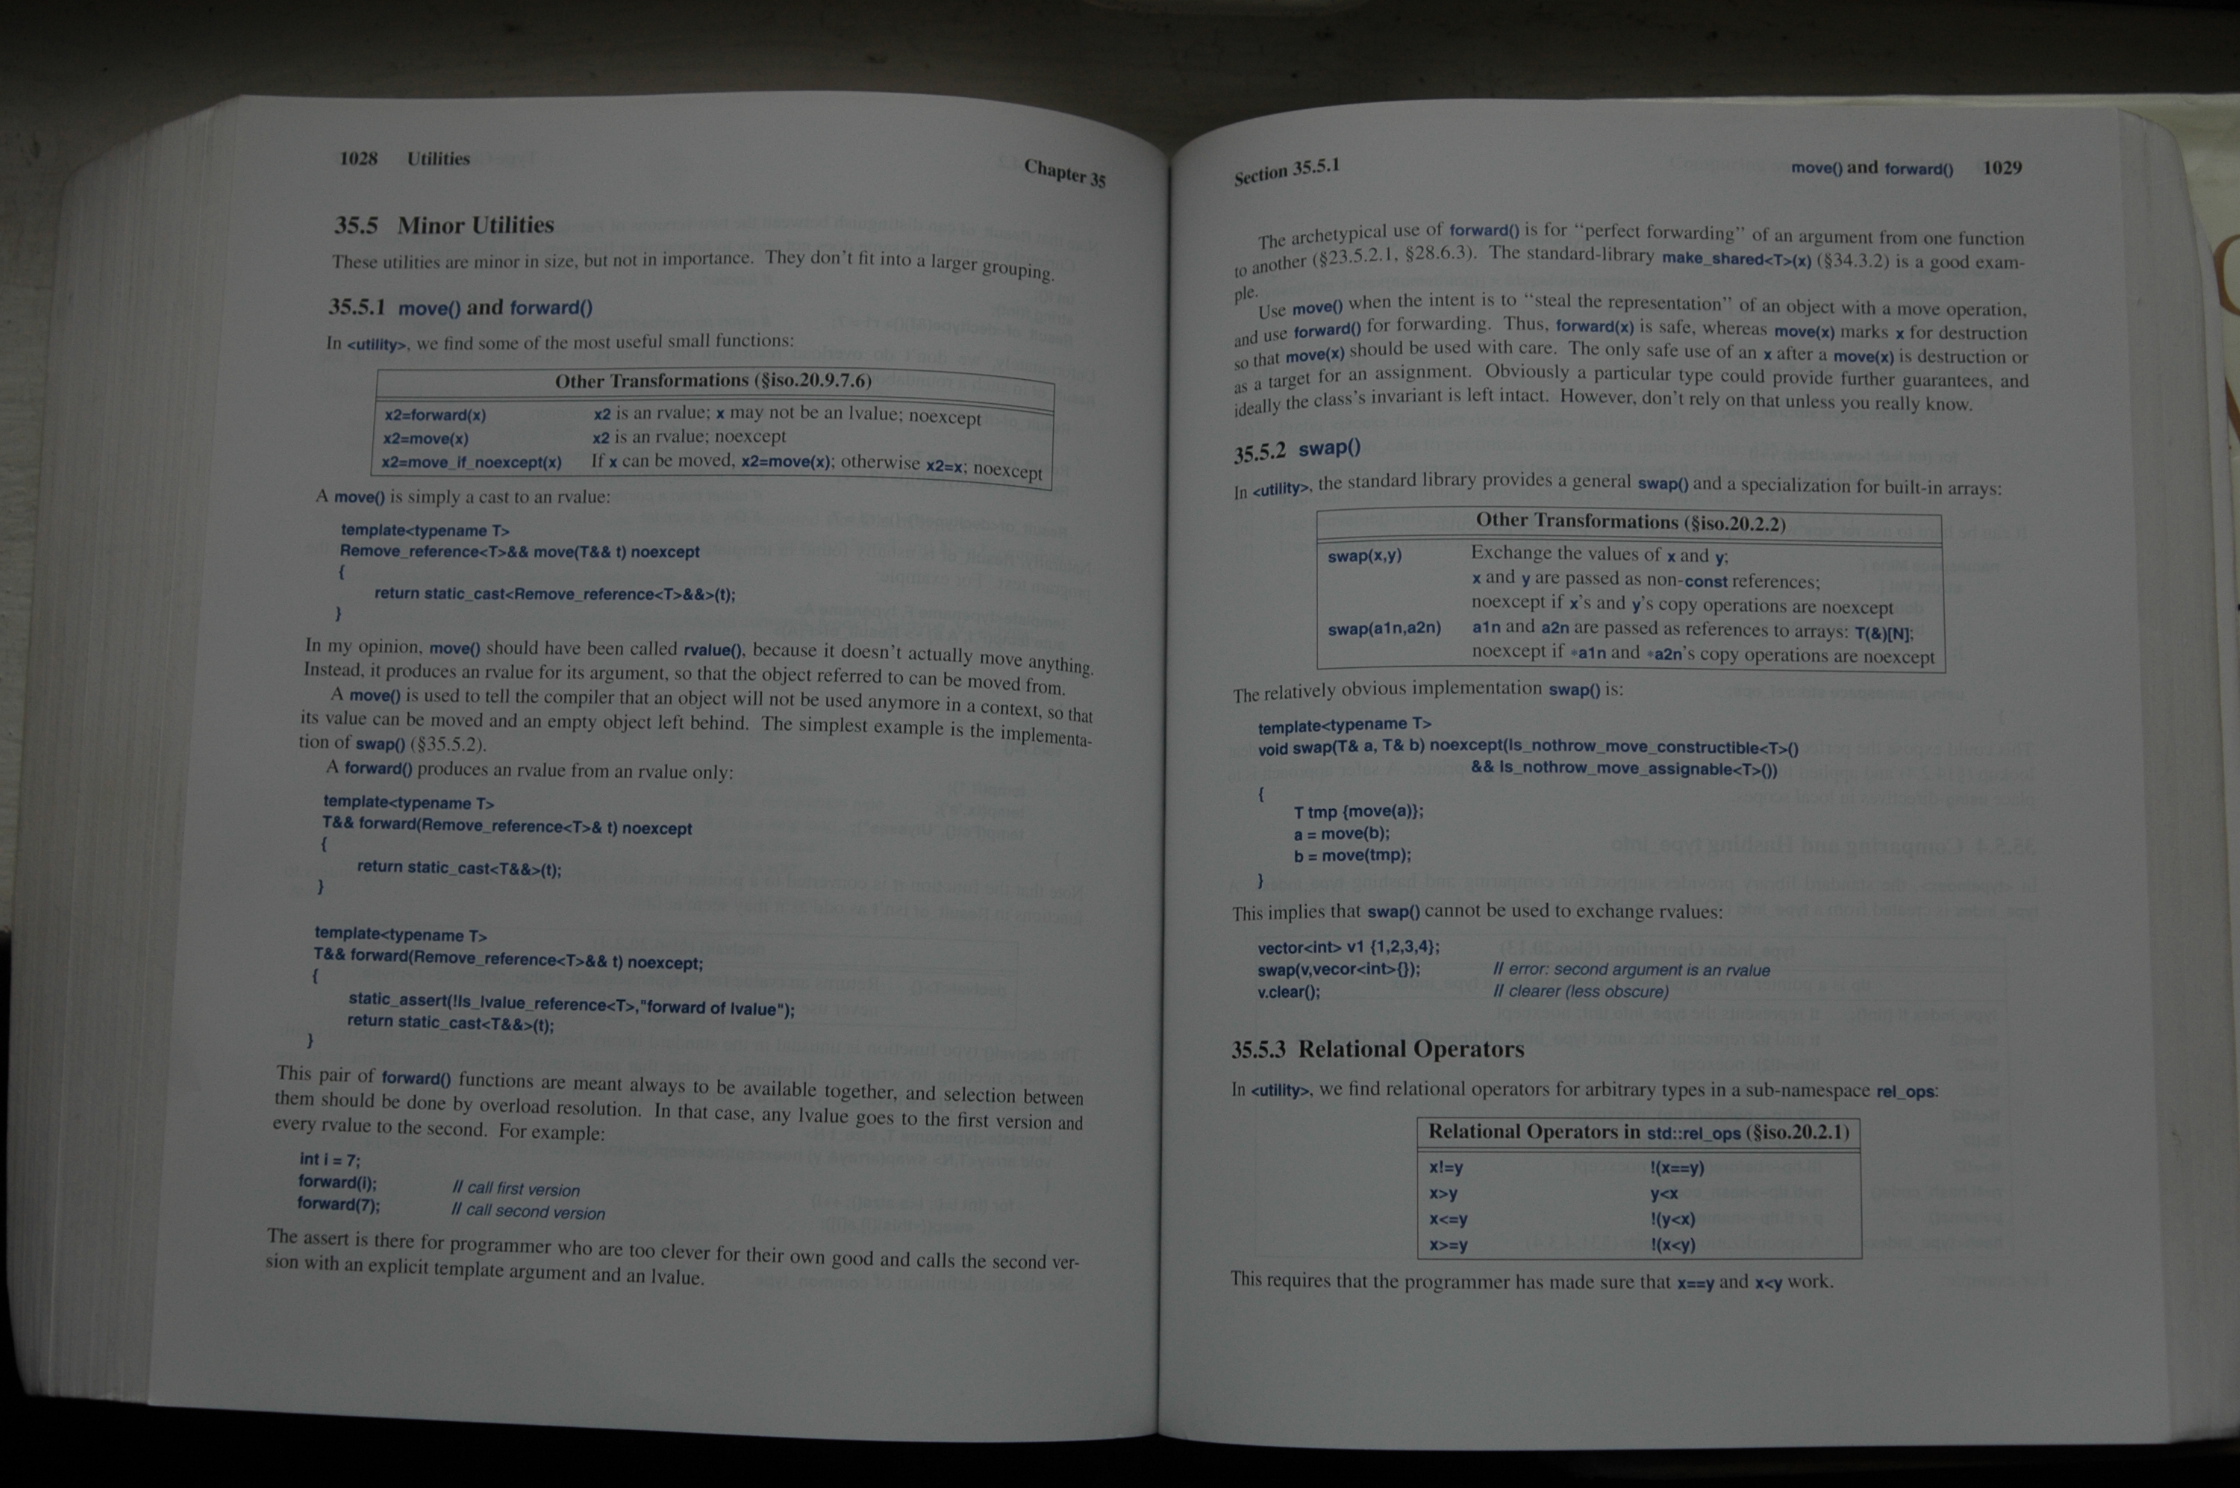 1028 Utilities Chapter 35
35.5 Minor Utilities
These utilities are minor in size, but not in importance. They don't fit into a larger grouping.
35.5.1 move() and forward()
In <utility>, we find some of the most useful small functions:
Other Transformations (§iso.20.9.7.6)
x2=forward(x) x2 is an rvalue; x may not be an lvalue; noexcept
x2=move(x) x2 is an rvalue; noexcept
x2=move_if_noexcept(x) If x can be moved, x2=move(x); otherwise x2=x; noexcept
A move() is simply a cast to an rvalue:
template<typename T>
Remove_reference<T>&& move(T&& t) noexcept
{
return static_cast<Remove_reference<T>&&>(t);
}
In my opinion, move() should have been called rvalue(), because it doesn't actually move anything.
Instead, it produces an rvalue for its argument, so that the object referred to can be moved from.
A move() is used to tell the compiler that an object will not be used anymore in a context, so that
its value can be moved and an empty object left behind. The simplest example is the implementa-
tion of swap() (§35.5.2).
A forward() produces an rvalue from an rvalue only:
template<typename T>
T&& forward(Remove_reference<T>& t) noexcept
{
return static_cast<T&&>(t);
}
template<typename T>
T&& forward(Remove_reference<T>&& t) noexcept;
{
static_assert(!Is_lvalue_reference<T>,"forward of lvalue");
return static_cast<T&&>(t);
}
This pair of forward() functions are meant always to be available together, and selection between
them should be done by overload resolution. In that case, any lvalue goes to the first version and
every rvalue to the second. For example:
int i = 7;
forward(i); // call first version
forward(7); // call second version
The assert is there for programmer who are too clever for their own good and calls the second ver-
sion with an explicit template argument and an lvalue.
Section 35.5.1 move() and forward() 1029
The archetypical use of forward() is for "perfect forwarding" of an argument from one function
to another (§23.5.2.1, §28.6.3). The standard-library make_shared<T>(x) (§34.3.2) is a good exam-
ple.
Use move() when the intent is to "steal the representation" of an object with a move operation,
and use forward() for forwarding. Thus, forward(x) is safe, whereas move(x) marks x for destruction
so that move(x) should be used with care. The only safe use of an x after a move(x) is destruction or
as a target for an assignment. Obviously a particular type could provide further guarantees, and
ideally the class's invariant is left intact. However, don't rely on that unless you really know.
35.5.2 swap()
In <utility>, the standard library provides a general swap() and a specialization for built-in arrays:
Other Transformations (§iso.20.2.2)
swap(x,y) Exchange the values of x and y;
x and y are passed as non-const references;
noexcept if x's and y's copy operations are noexcept
swap(a1n,a2n) a1n and a2n are passed as references to arrays: T(&)[N];
noexcept if *a1n and *a2n's copy operations are noexcept
The relatively obvious implementation swap() is:
template<typename T>
void swap(T& a, T& b) noexcept(Is_nothrow_move_constructible<T>()
&& Is_nothrow_move_assignable<T>())
{
T tmp {move(a)};
a = move(b);
b = move(tmp);
}
This implies that swap() cannot be used to exchange rvalues:
vector<int> v1 {1,2,3,4};
swap(v,vecor<int>{}); // error: second argument is an rvalue
v.clear(); // clearer (less obscure)
35.5.3 Relational Operators
In <utility>, we find relational operators for arbitrary types in a sub-namespace rel_ops:
Relational Operators in std::rel_ops (§iso.20.2.1)
x!=y !(x==y)
x>y y<x
x<=y !(y<x)
x>=y !(x<y)
This requires that the programmer has made sure that x==y and x<y work.